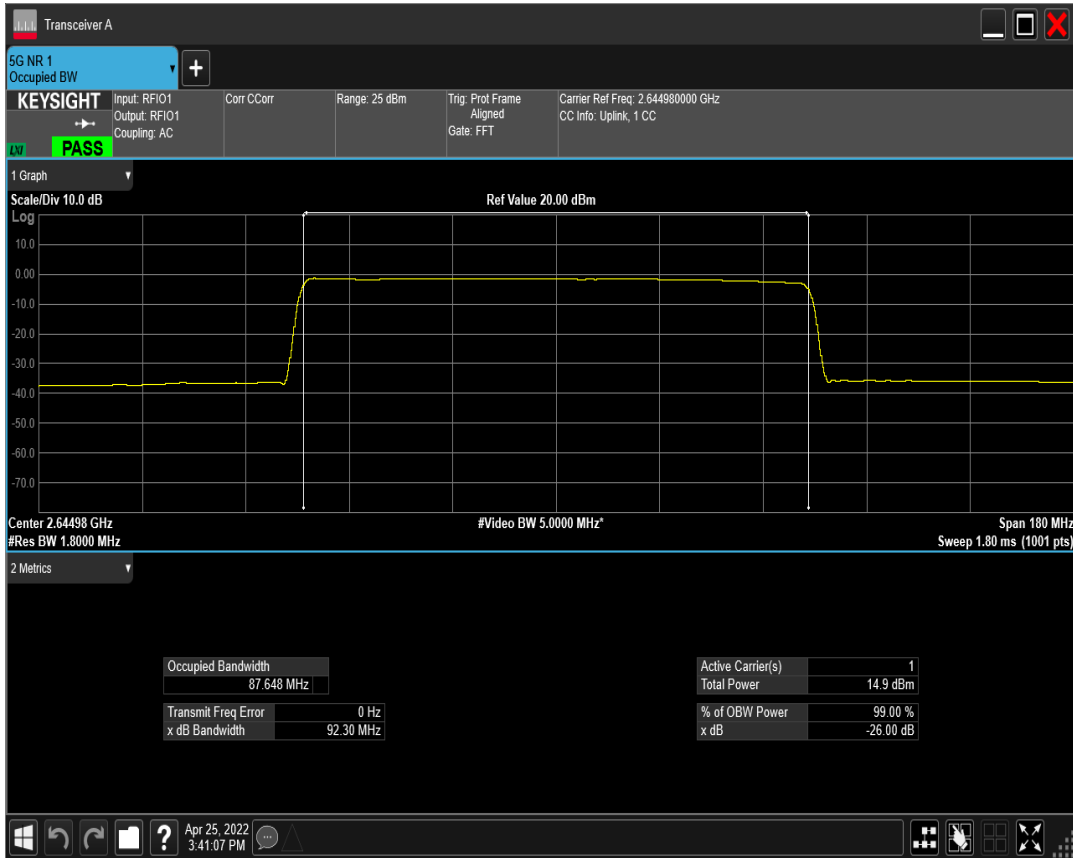 Transceiver A
5G NR 1
Occupied BW
KEYSIGHT
LXI
PASS
Input: RFIO1
Output: RFIO1
Coupling: AC
Corr CCorr
Range: 25 dBm
Trig: Prot Frame
Aligned
Gate: FFT
Carrier Ref Freq: 2.644980000 GHz
CC Info: Uplink, 1 CC
1 Graph
Scale/Div 10.0 dB
Ref Value 20.00 dBm
Log
10.0
0.00
-10.0
-20.0
-30.0
-40.0
-50.0
-60.0
-70.0
Center 2.64498 GHz
#Video BW 5.0000 MHz*
Span 180 MHz
#Res BW 1.8000 MHz
Sweep 1.80 ms (1001 pts)
2 Metrics
Occupied Bandwidth
87.648 MHz
Transmit Freq Error 0 Hz
x dB Bandwidth 92.30 MHz
Active Carrier(s) 1
Total Power 14.9 dBm
% of OBW Power 99.00 %
x dB -26.00 dB
?
Apr 25, 2022
3:41:07 PM